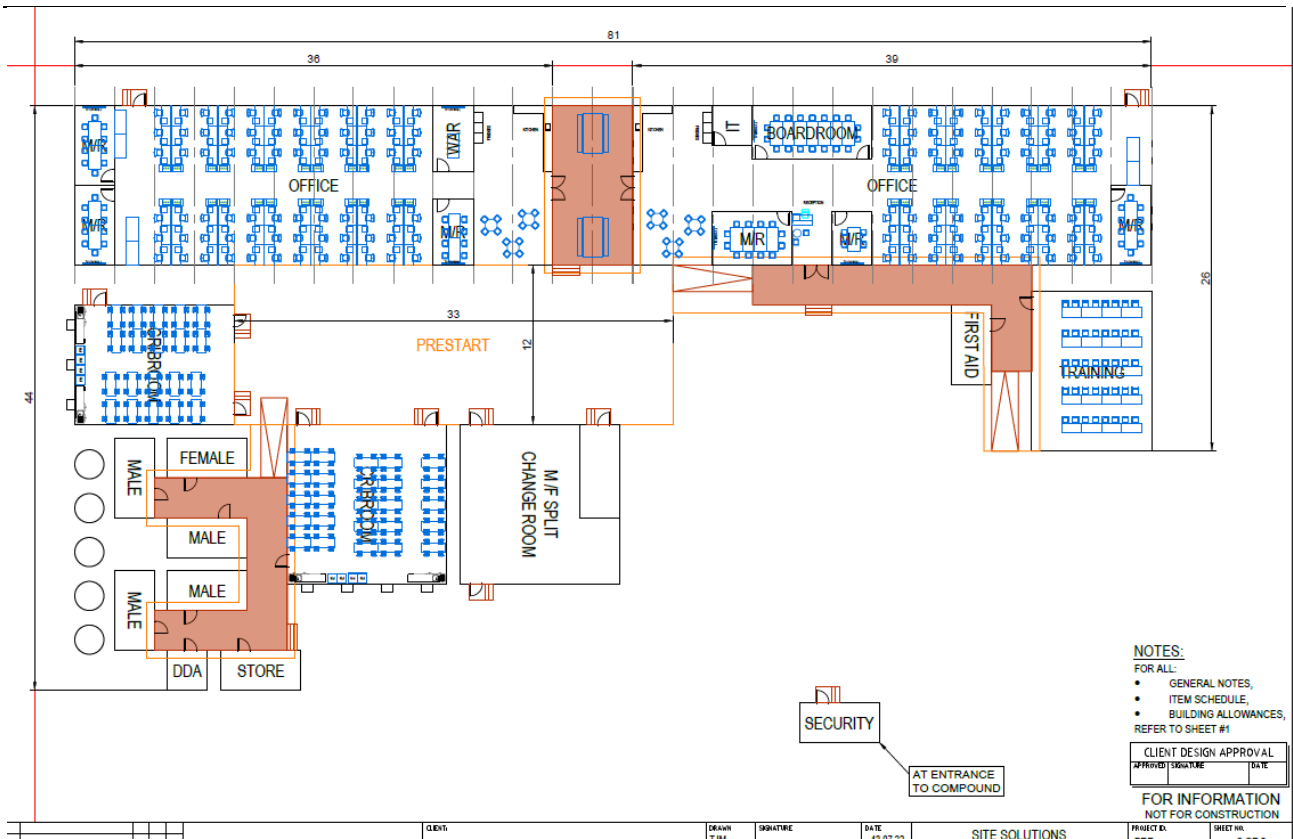 81
36
39
M/R
WAR
KITCHEN
KITCHEN
IT
BOARDROOM
OFFICE
OFFICE
RECEPTION
M/R
M/R
M/R
M/R
M/R
33
PRESTART
12
CRIBROOM
FIRST AID
TRAINING
26
44
MALE
FEMALE
CRIBROOM
M/F SPLIT
CHANGE ROOM
MALE
MALE
MALE
DDA
STORE
SECURITY
AT ENTRANCE
TO COMPOUND
NOTES:
FOR ALL:
• GENERAL NOTES,
• ITEM SCHEDULE,
• BUILDING ALLOWANCES,
REFER TO SHEET #1
CLIENT DESIGN APPROVAL
APPROVED SIGNATURE DATE
FOR INFORMATION
NOT FOR CONSTRUCTION
CLIENT:
DRAWN
SIGNATURE
DATE
SITE SOLUTIONS
PROJECT ID.
SHEET NO.